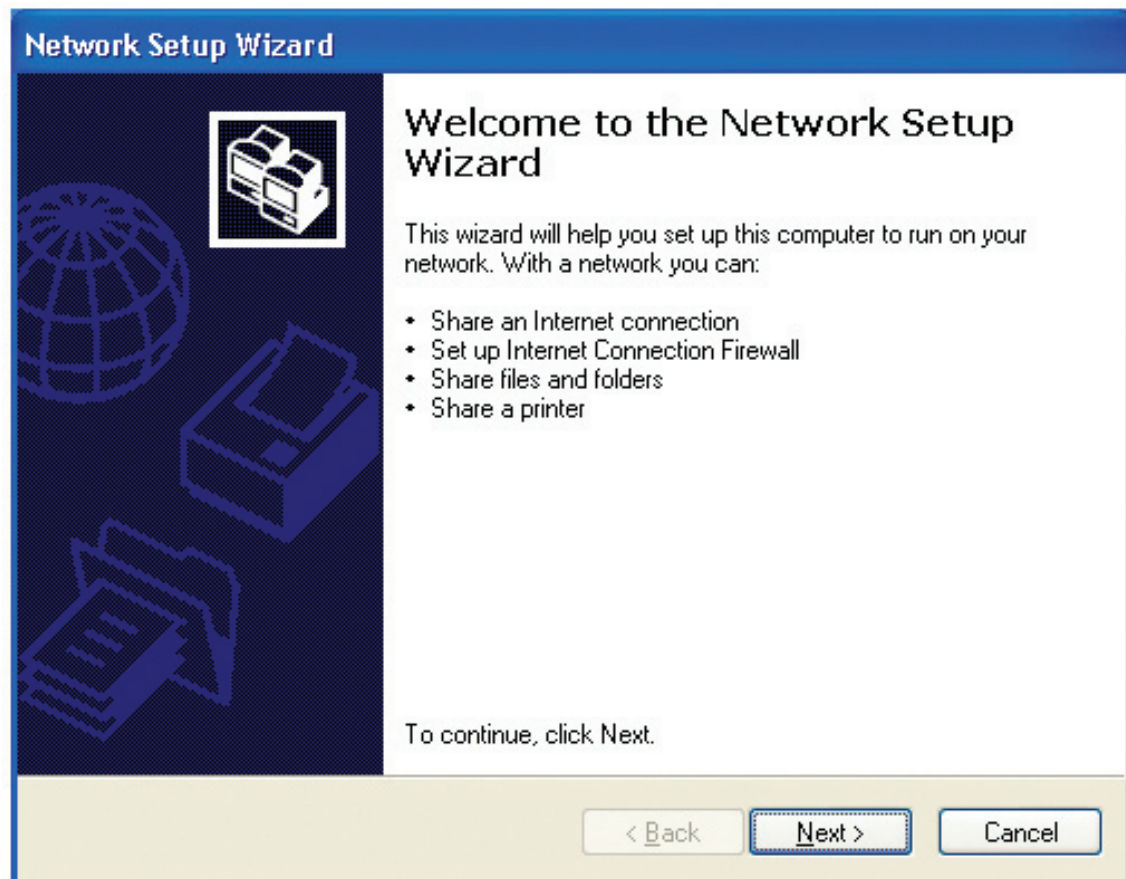 Network Setup Wizard
Welcome to the Network Setup
Wizard
This wizard will help you set up this computer to run on your
network. With a network you can:
• Share an Internet connection
• Set up Internet Connection Firewall
• Share files and folders
• Share a printer
To continue, click Next.
< Back Next > Cancel